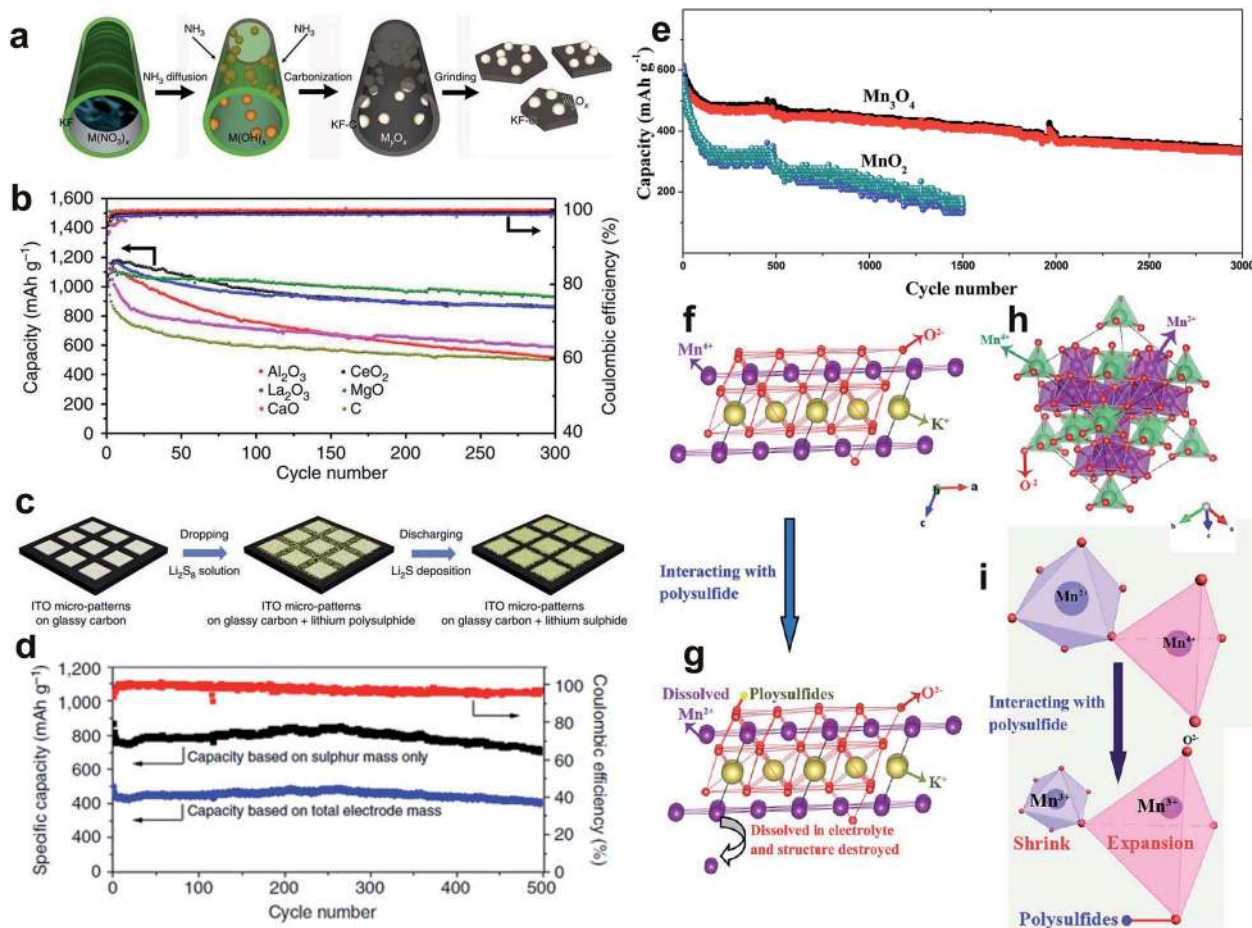 a
NH₃
NH₃
NH₃ diffusion
Carbonization
Grinding
KF
M(NO₃)ₓ
M(OH)ₓ
KF-C
MᵧOₓ
KF-C
b
Capacity (mAh g⁻¹)
1,600
1,400
1,200
1,000
800
600
400
200
0
Al₂O₃
CeO₂
La₂O₃
MgO
CaO
C
0
50
100
150
200
250
300
Cycle number
100
80
60
40
Coulombic efficiency (%)
c
Dropping
Li₂S₈ solution
Discharging
Li₂S deposition
ITO micro-patterns
on glassy carbon
ITO micro-patterns
on glassy carbon + lithium polysulphide
ITO micro-patterns
on glassy carbon + lithium sulphide
d
Specific capacity (mAh g⁻¹)
1,200
1,000
800
600
400
200
0
Capacity based on sulphur mass only
Capacity based on total electrode mass
0
100
200
300
400
500
Cycle number
100
80
60
40
20
0
Coulombic efficiency (%)
e
Capacity (mAh g⁻¹)
600
400
200
Mn₃O₄
MnO₂
0
500
1000
1500
2000
2500
3000
Cycle number
f
Mn⁴⁺
O²⁻
K⁺
a
c
Interacting with
polysulfide
g
Dissolved
Mn²⁺
Ploysulfides
O²⁻
K⁺
Dissolved in electrolyte
and structure destroyed
h
Mn⁴⁺
Mn²⁺
b
c
i
Mn²⁺
Mn⁴⁺
Interacting with
polysulfide
O²⁻
Mn³⁺
Mn³⁺
Shrink
Expansion
Polysulfides